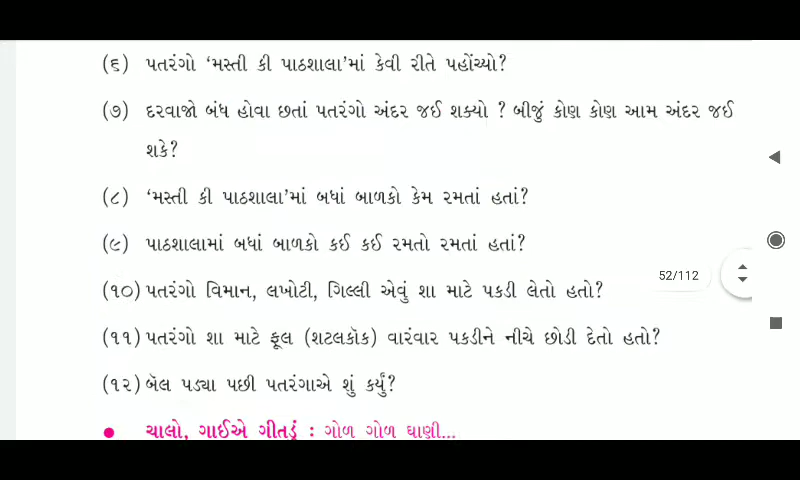 (૬) પતરંગો ‘મસ્તી કી પાઠશાલા’માં કેવી રીતે પહોંચ્યો?
(૭) દરવાજો બંધ હોવા છતાં પતરંગો અંદર જઈ શક્યો ? બીજું કોણ કોણ આમ અંદર જઈ
શકે?
(૮) ‘મસ્તી કી પાઠશાલા’માં બધાં બાળકો કેમ રમતાં હતાં?
(૯) પાઠશાલામાં બધાં બાળકો કઈ કઈ રમતો રમતાં હતાં?
52/112
(૧૦) પતરંગો વિમાન, લખોટી, ગિલ્લી એવું શા માટે પકડી લેતો હતો?
(૧૧) પતરંગો શા માટે ફૂલ (શટલકૉક) વારંવાર પકડીને નીચે છોડી દેતો હતો?
(૧૨) બૅલ પડ્યા પછી પતરંગાએ શું કર્યું?
• ચાલો, ગાઈએ ગીતડું : ગોળ ગોળ ઘાણી...